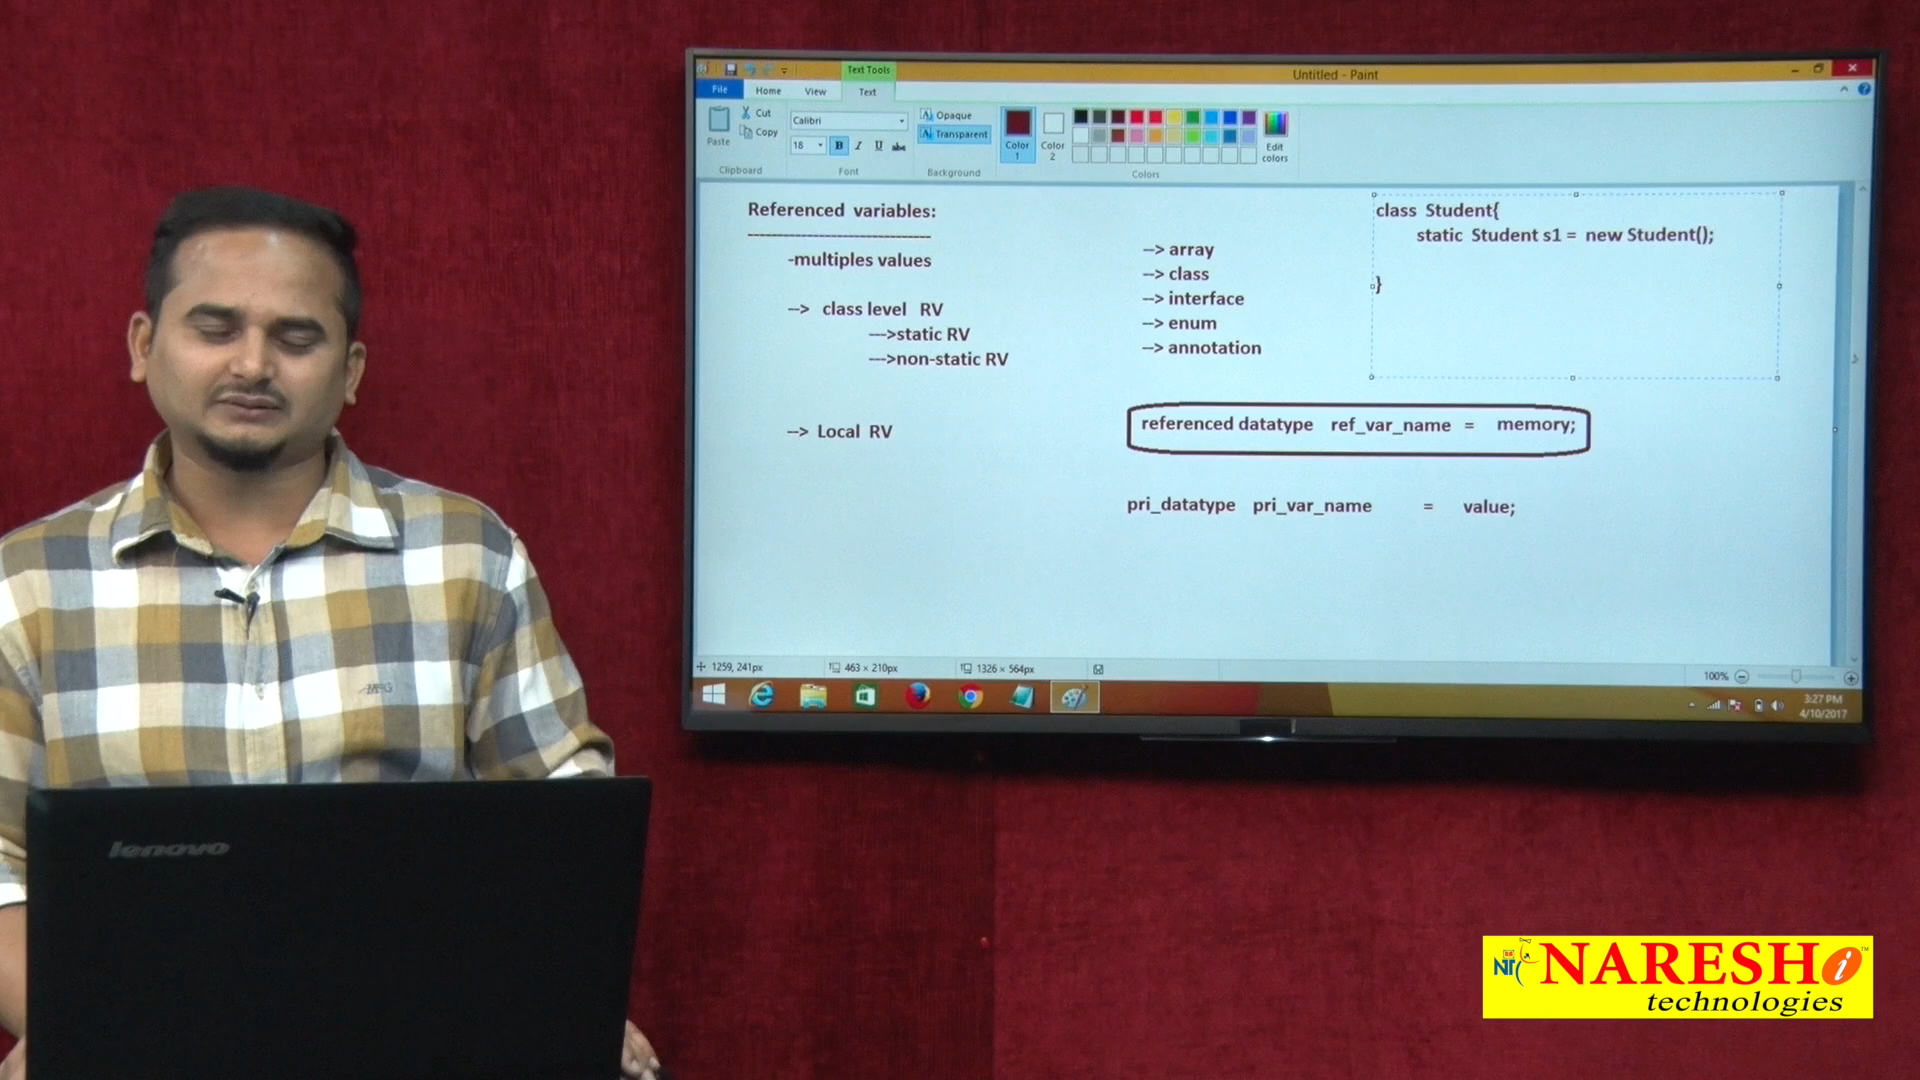 Text Tools
Untitled - Paint
File
Home
View
Text
Paste
Cut
Copy
Clipboard
Calibri
18
B I U abc
Font
Opaque
Transparent
Background
Color 1
Color 2
Edit colors
Colors
Referenced variables:
-multiples values
--> class level RV
--->static RV
--->non-static RV
--> Local RV
--> array
--> class
--> interface
--> enum
--> annotation
class Student{
static Student s1 = new Student();
}
referenced datatype ref_var_name = memory;
pri_datatype pri_var_name = value;
1259, 241px
463 × 210px
1326 × 564px
100%
3:27 PM
4/10/2017
lenovo
NARESH i ™
technologies